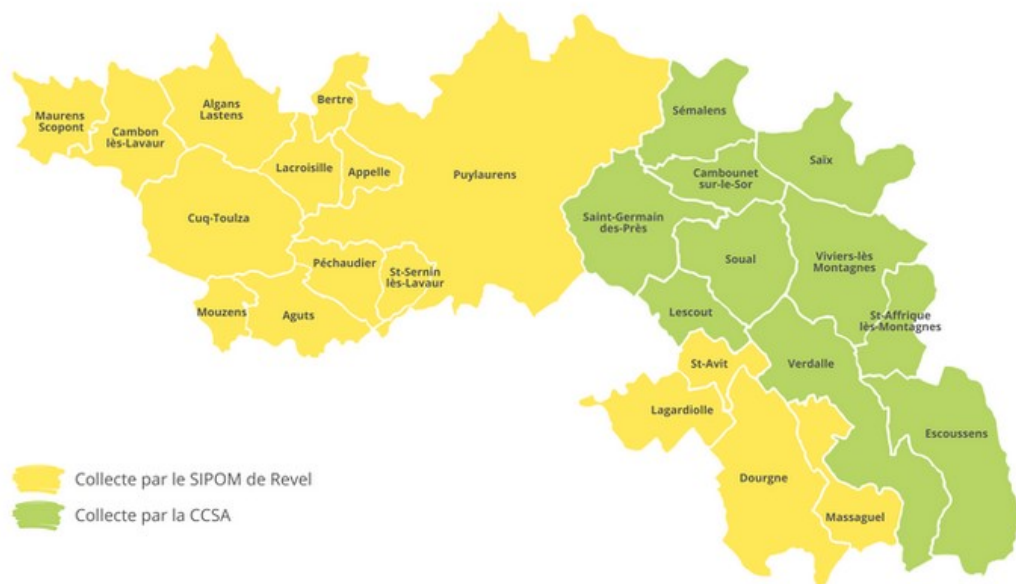 Maurens
Scopont
Cambon
lès-Lavaur
Algans
Lastens
Bertre
Lacroisille
Appelle
Puylaurens
Cuq-Toulza
Péchaudier
St-Sernin
lès-Lavaur
Mouzens
Aguts
Sémalens
Saïx
Cambounet
sur-le-Sor
Saint-Germain
des-Près
Soual
Viviers-lès
Montagnes
Lescout
St-Affrique
lès-Montagnes
St-Avit
Verdalle
Lagardiolle
Escoussens
Dourgne
Massaguel
Collecte par le SIPOM de Revel
Collecte par la CCSA